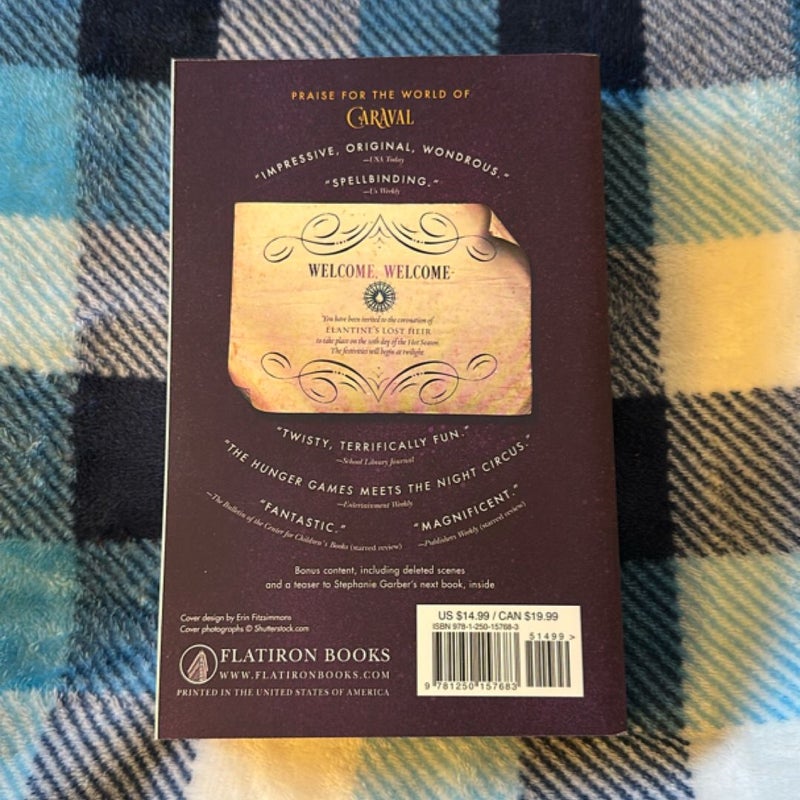 PRAISE FOR THE WORLD OF
CARAVAL
"IMPRESSIVE, ORIGINAL, WONDROUS."
—USA Today
"SPELLBINDING."
—Us Weekly
WELCOME, WELCOME
You have been invited to the coronation of
ELANTINE'S LOST HEIR
to take place on the 10th day of the Hot Season.
The festivities will begin at twilight.
"TWISTY, TERRIFICALLY FUN."
—School Library Journal
"THE HUNGER GAMES MEETS THE NIGHT CIRCUS."
—Entertainment Weekly
"FANTASTIC."
—The Bulletin of the Center for Children's Books (starred review)
"MAGNIFICENT."
—Publishers Weekly (starred review)
Bonus content, including deleted scenes
and a teaser to Stephanie Garber's next book, inside
Cover design by Erin Fitzsimmons
Cover photographs © Shutterstock.com
FLATIRON BOOKS
WWW.FLATIRONBOOKS.COM
PRINTED IN THE UNITED STATES OF AMERICA
US $14.99 / CAN $19.99
ISBN 978-1-250-15768-3
51499>
9 781250 157683